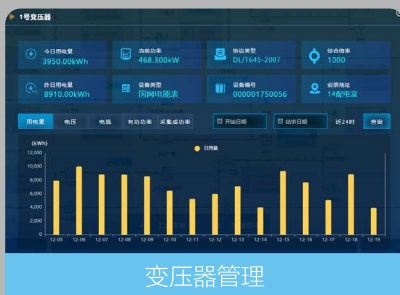 1号变压器
今日用电量
3950.00kWh
当前功率
468.300kW
协议类型
DL/T645-2007
综合倍率
1000
昨日用电量
8910.00kWh
设备类型
国网电能表
设备编号
000001750056
安装地址
1#配电室
用电量 电压 电流 有功功率 采集成功率 开始日期 结束日期 近24时 查询
(kWh)
日用量
12,000
10,000
8,000
6,000
4,000
2,000
0
12-05 12-06 12-07 12-08 12-09 12-10 12-11 12-12 12-13 12-14 12-15 12-16 12-17 12-18 12-19
变压器管理